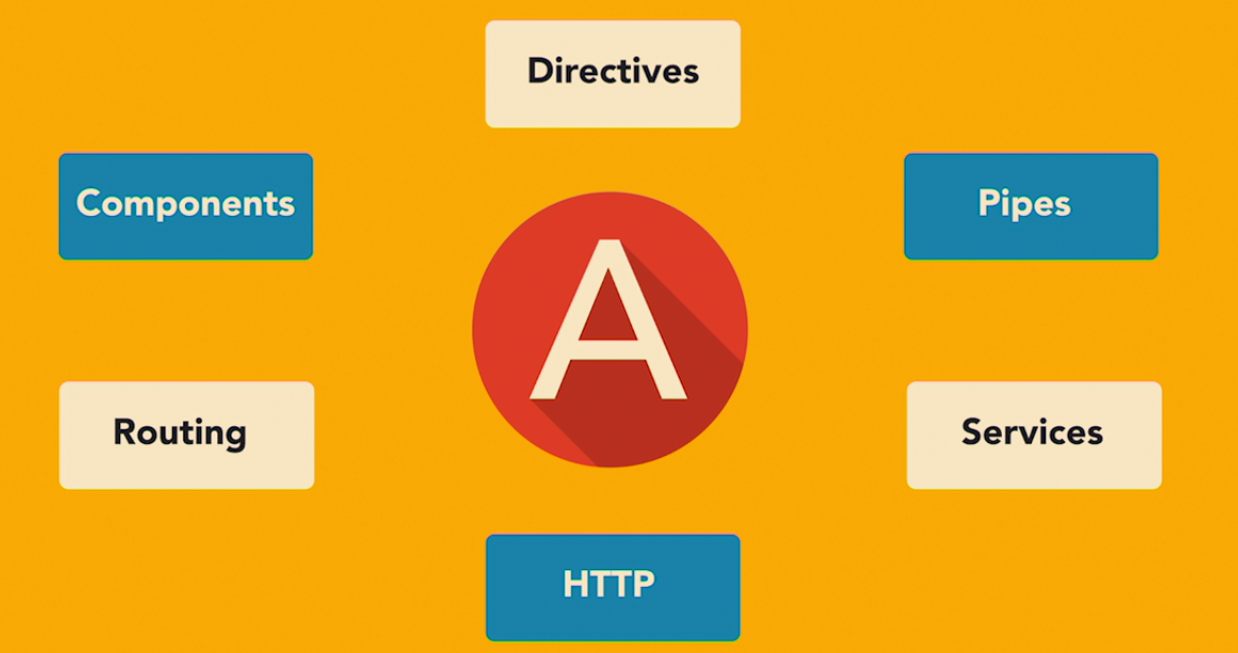 Directives
Components
Pipes
A
Routing
Services
HTTP